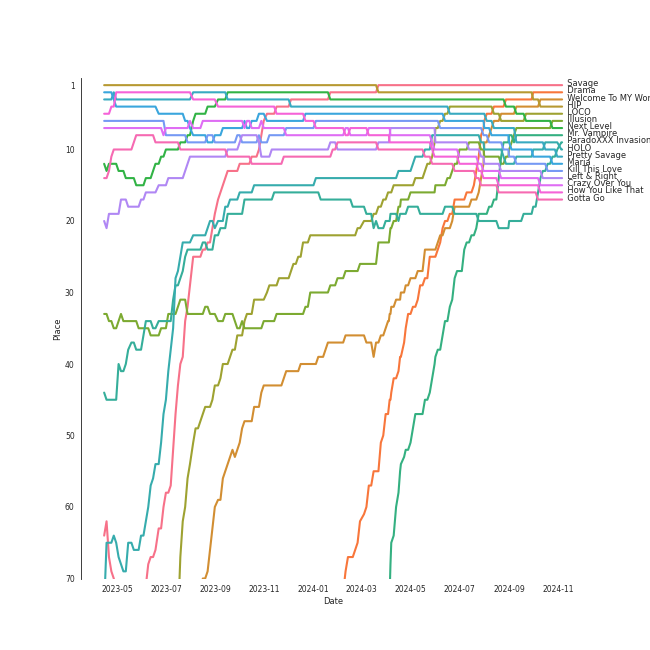 Savage
Drama
Welcome To MY Wor
HIP
LOCO
Illusion
Next Level
Mr. Vampire
ParadoXXX Invasion
HOLO
Pretty Savage
Maria
Kill This Love
Left & Right
Crazy Over You
How You Like That
Gotta Go
1
10
20
30
40
50
60
70
Place
2023-05
2023-07
2023-09
2023-11
2024-01
2024-03
2024-05
2024-07
2024-09
2024-11
Date